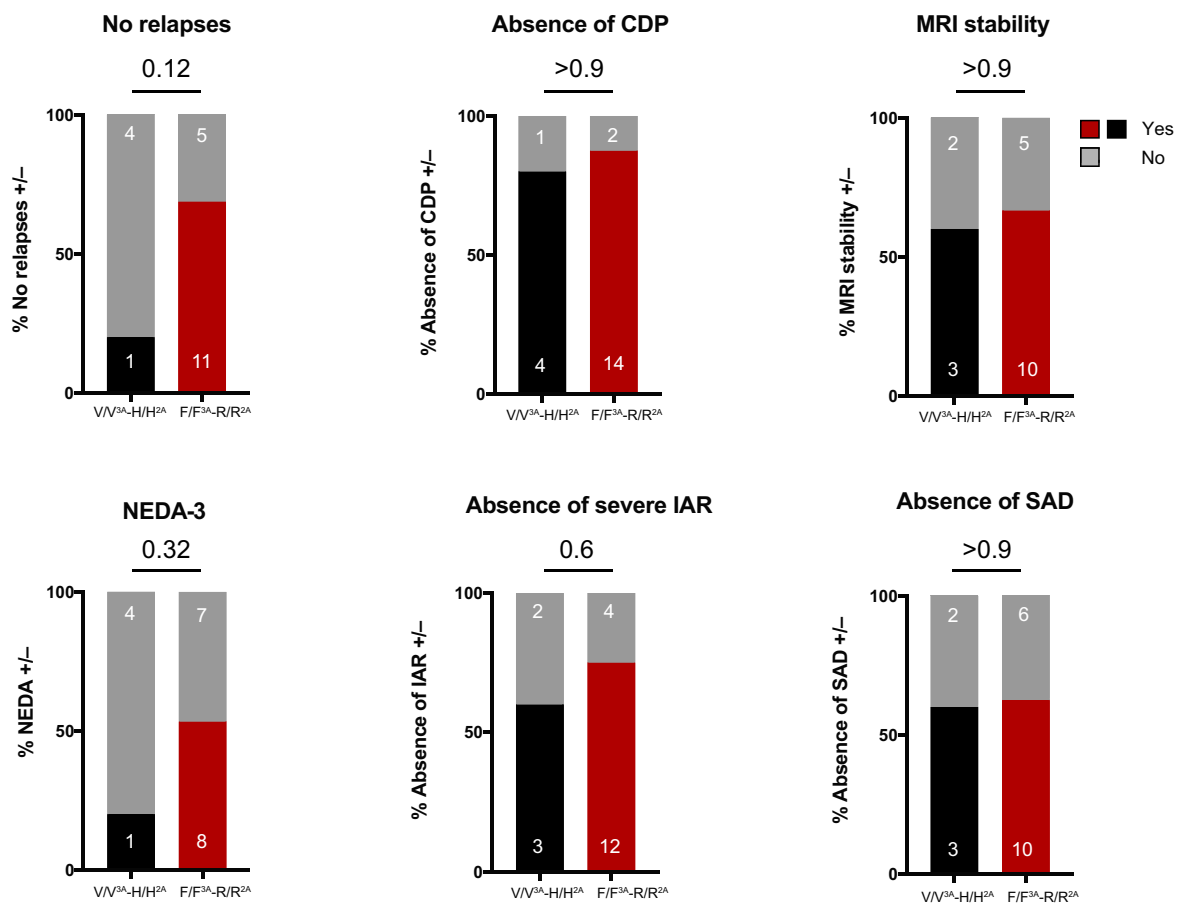 No relapses
0.12
% No relapses +/–
100
50
0
4
5
1
11
V/V³ᴬ-H/H²ᴬ F/F³ᴬ-R/R²ᴬ
Absence of CDP
>0.9
% Absence of CDP +/–
100
50
0
1
2
4
14
V/V³ᴬ-H/H²ᴬ F/F³ᴬ-R/R²ᴬ
MRI stability
>0.9
% MRI stability +/–
100
50
0
2
5
3
10
V/V³ᴬ-H/H²ᴬ F/F³ᴬ-R/R²ᴬ
Yes
No
NEDA-3
0.32
% NEDA +/–
100
50
0
4
7
1
8
V/V³ᴬ-H/H²ᴬ F/F³ᴬ-R/R²ᴬ
Absence of severe IAR
0.6
% Absence of IAR +/–
100
50
0
2
4
3
12
V/V³ᴬ-H/H²ᴬ F/F³ᴬ-R/R²ᴬ
Absence of SAD
>0.9
% Absence of SAD +/–
100
50
0
2
6
3
10
V/V³ᴬ-H/H²ᴬ F/F³ᴬ-R/R²ᴬ